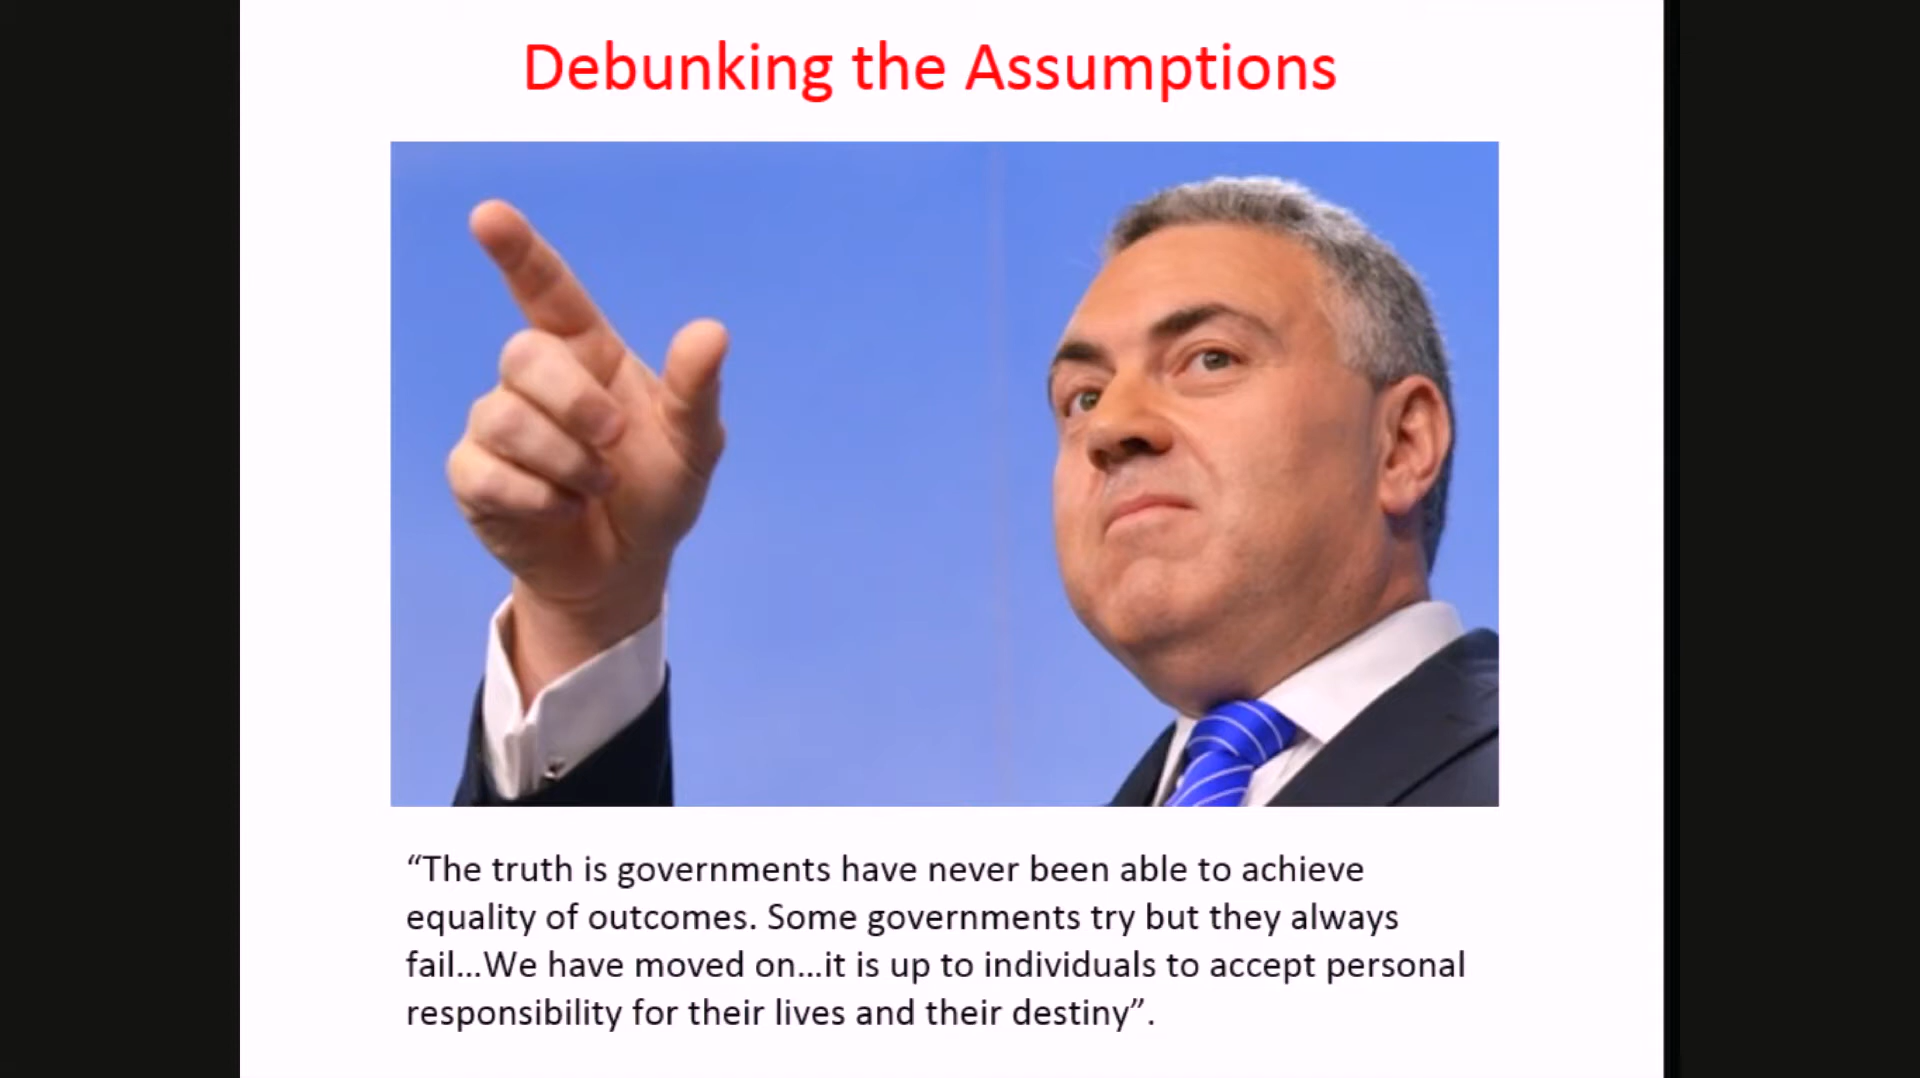 Debunking the Assumptions
“The truth is governments have never been able to achieve
equality of outcomes. Some governments try but they always
fail…We have moved on…it is up to individuals to accept personal
responsibility for their lives and their destiny”.